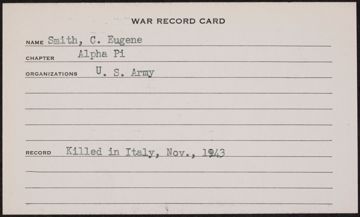 WAR RECORD CARD
NAME Smith, C. Eugene
CHAPTER Alpha Pi
ORGANIZATIONS U. S. Army
RECORD Killed in Italy, Nov., 1943